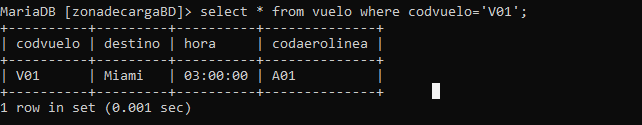 MariaDB [zonadecargaBD]> select * from vuelo where codvuelo='V01';
+----------+---------+----------+--------------+
| codvuelo | destino | hora     | codaerolinea |
+----------+---------+----------+--------------+
| V01      | Miami   | 03:00:00 | A01          |
+----------+---------+----------+--------------+
1 row in set (0.001 sec)